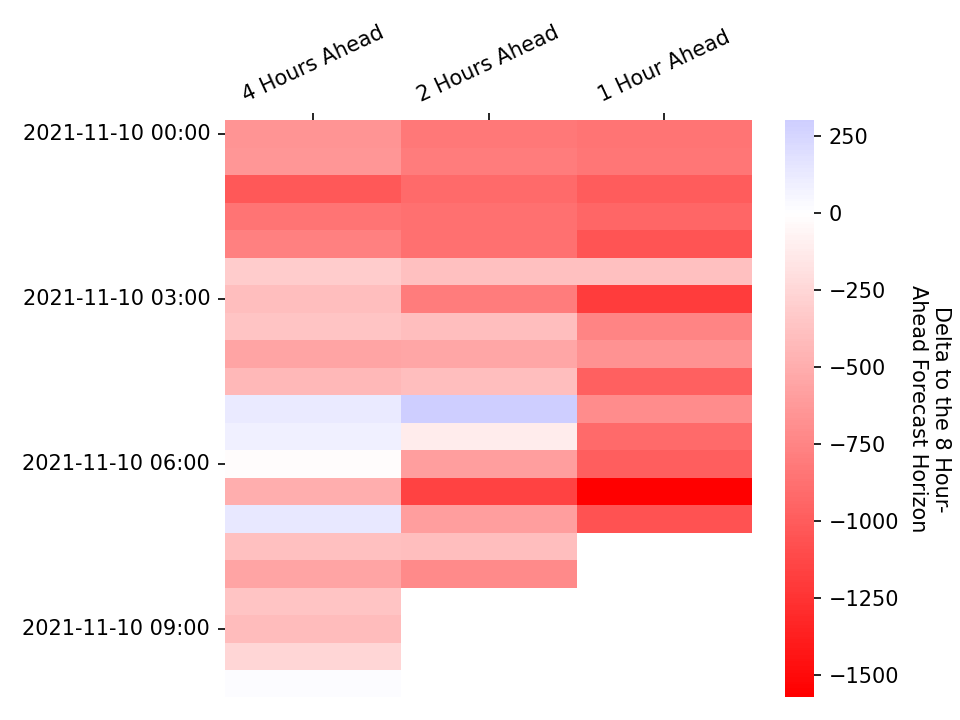 4 Hours Ahead
2 Hours Ahead
1 Hour Ahead
2021-11-10 00:00
2021-11-10 03:00
2021-11-10 06:00
2021-11-10 09:00
250
0
−250
−500
−750
−1000
−1250
−1500
Delta to the 8 Hour-
Ahead Forecast Horizon